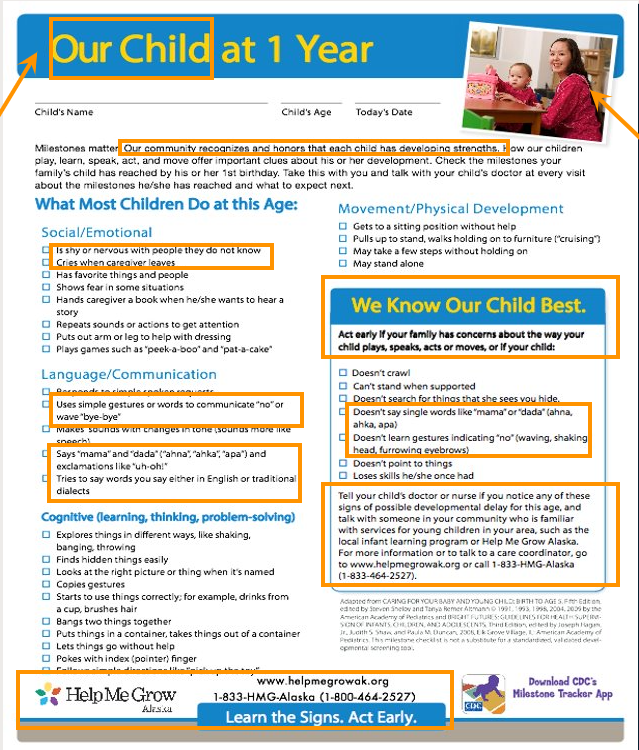 Our Child at 1 Year
Child's Name
Child's Age
Today's Date
Milestones matter. Our community recognizes and honors that each child has developing strengths. How our children
play, learn, speak, act, and move offer important clues about his or her development. Check the milestones your
family's child has reached by his or her 1st birthday. Take this with you and talk with your child's doctor at every visit
about the milestones he/she has reached and what to expect next.
What Most Children Do at this Age:
Social/Emotional
Is shy or nervous with people they do not know
Cries when caregiver leaves
Has favorite things and people
Shows fear in some situations
Hands caregiver a book when he/she wants to hear a
story
Repeats sounds or actions to get attention
Puts out arm or leg to help with dressing
Plays games such as "peek-a-boo" and "pat-a-cake"
Language/Communication
Responds to simple spoken requests
Uses simple gestures or words to communicate "no" or
wave "bye-bye"
Makes sounds with changes in tone (sounds more like
speech)
Says "mama" and "dada" ("ahna", "ahka", "apa") and
exclamations like "uh-oh!"
Tries to say words you say either in English or traditional
dialects
Cognitive (learning, thinking, problem-solving)
Explores things in different ways, like shaking,
banging, throwing
Finds hidden things easily
Looks at the right picture or thing when it's named
Copies gestures
Starts to use things correctly; for example, drinks from
a cup, brushes hair
Bangs two things together
Puts things in a container, takes things out of a container
Lets things go without help
Pokes with index (pointer) finger
Follows simple directions like "pick up the toy"
Movement/Physical Development
Gets to a sitting position without help
Pulls up to stand, walks holding on to furniture ("cruising")
May take a few steps without holding on
May stand alone
We Know Our Child Best.
Act early if your family has concerns about the way your
child plays, speaks, acts or moves, or if your child:
Doesn't crawl
Can't stand when supported
Doesn't search for things that she sees you hide.
Doesn't say single words like "mama" or "dada" (ahna,
ahka, apa)
Doesn't learn gestures indicating "no" (waving, shaking
head, furrowing eyebrows)
Doesn't point to things
Loses skills he/she once had
Tell your child's doctor or nurse if you notice any of these
signs of possible developmental delay for this age, and
talk with someone in your community who is familiar
with services for young children in your area, such as the
local infant learning program or Help Me Grow Alaska.
For more information or to talk to a care coordinator, go
to www.helpmegrowak.org or call 1-833-HMG-Alaska
(1-833-464-2527).
Adapted from CARING FOR YOUR BABY AND YOUNG CHILD: BIRTH TO AGE 5, Fifth Edition,
edited by Steven Shelov and Tanya Remer Altmann © 1991, 1993, 1998, 2004, 2009 by the
American Academy of Pediatrics and BRIGHT FUTURES: GUIDELINES FOR HEALTH SUPERVI-
SION OF INFANTS, CHILDREN, AND ADOLESCENTS, Third Edition, edited by Joseph Hagan,
Jr., Judith S. Shaw, and Paula M. Duncan, 2008, Elk Grove Village, IL: American Academy of
Pediatrics. This milestone checklist is not a substitute for a standardized, validated devel-
opmental screening tool.
Help Me Grow
Alaska
www.helpmegrowak.org
1-833-HMG-Alaska (1-800-464-2527)
Learn the Signs. Act Early.
CDC
Download CDC's
Milestone Tracker App